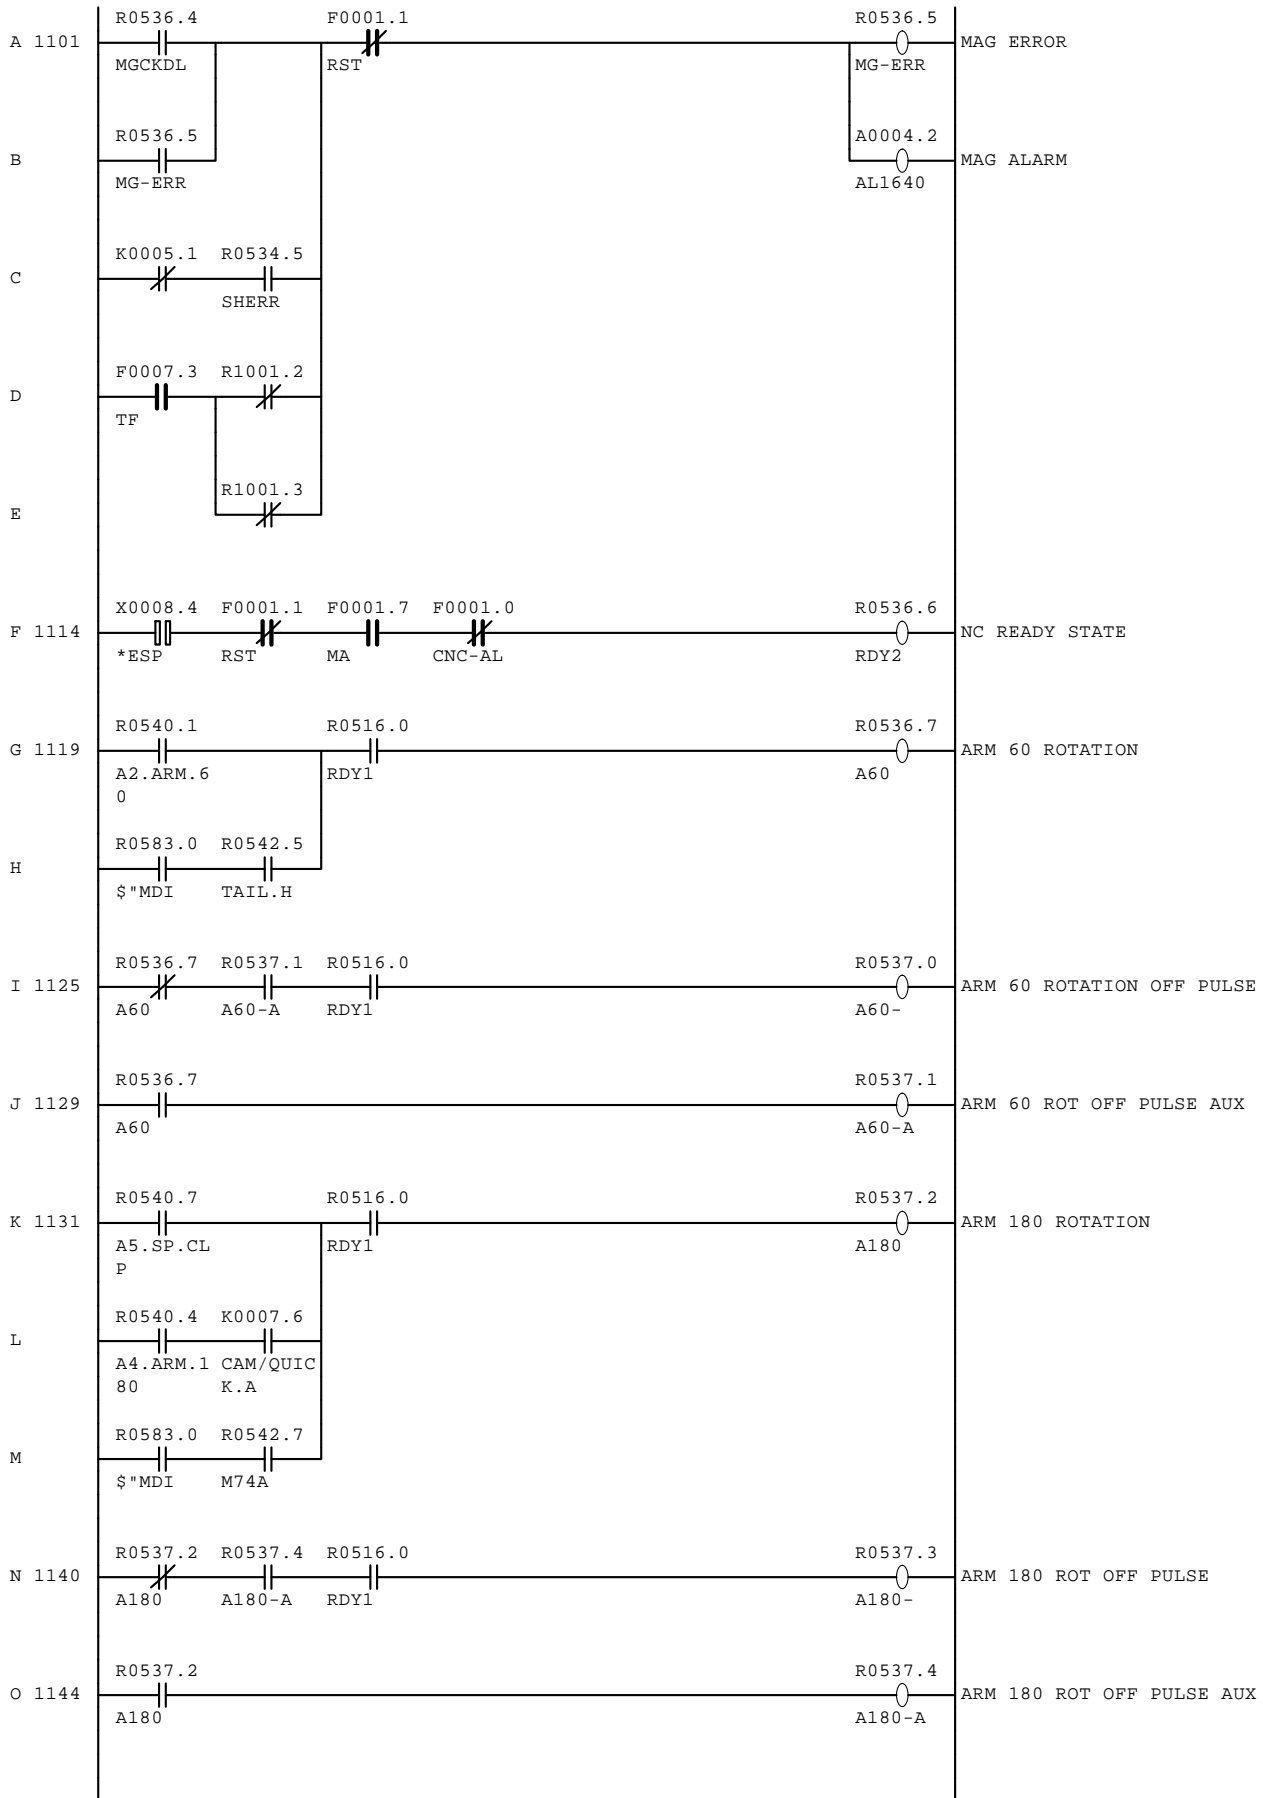 R0536.4 F0001.1 R0536.5
A 1101 MAG ERROR
MGCKDL RST MG-ERR
R0536.5 A0004.2
B MAG ALARM
MG-ERR AL1640
K0005.1 R0534.5
C
SHERR
F0007.3 R1001.2
D
TF
R1001.3
E
X0008.4 F0001.1 F0001.7 F0001.0 R0536.6
F 1114 NC READY STATE
*ESP RST MA CNC-AL RDY2
R0540.1 R0516.0 R0536.7
G 1119 ARM 60 ROTATION
A2.ARM.6 RDY1 A60
0
R0583.0 R0542.5
H
$"MDI TAIL.H
R0536.7 R0537.1 R0516.0 R0537.0
I 1125 ARM 60 ROTATION OFF PULSE
A60 A60-A RDY1 A60-
R0536.7 R0537.1
J 1129 ARM 60 ROT OFF PULSE AUX
A60 A60-A
R0540.7 R0516.0 R0537.2
K 1131 ARM 180 ROTATION
A5.SP.CL RDY1 A180
P
R0540.4 K0007.6
L
A4.ARM.1 CAM/QUIC
80 K.A
R0583.0 R0542.7
M
$"MDI M74A
R0537.2 R0537.4 R0516.0 R0537.3
N 1140 ARM 180 ROT OFF PULSE
A180 A180-A RDY1 A180-
R0537.2 R0537.4
O 1144 ARM 180 ROT OFF PULSE AUX
A180 A180-A